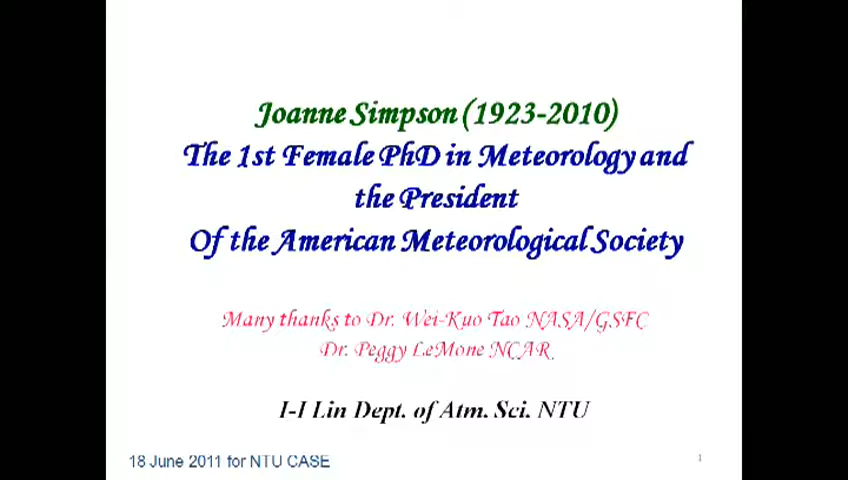 Joanne Simpson (1923-2010)
The 1st Female PhD in Meteorology and
the President
Of the American Meteorological Society
Many thanks to Dr. Wei-Kuo Tao NASA/GSFC
Dr. Peggy LeMone NCAR
I-I Lin Dept. of Atm. Sci. NTU
18 June 2011 for NTU CASE
1